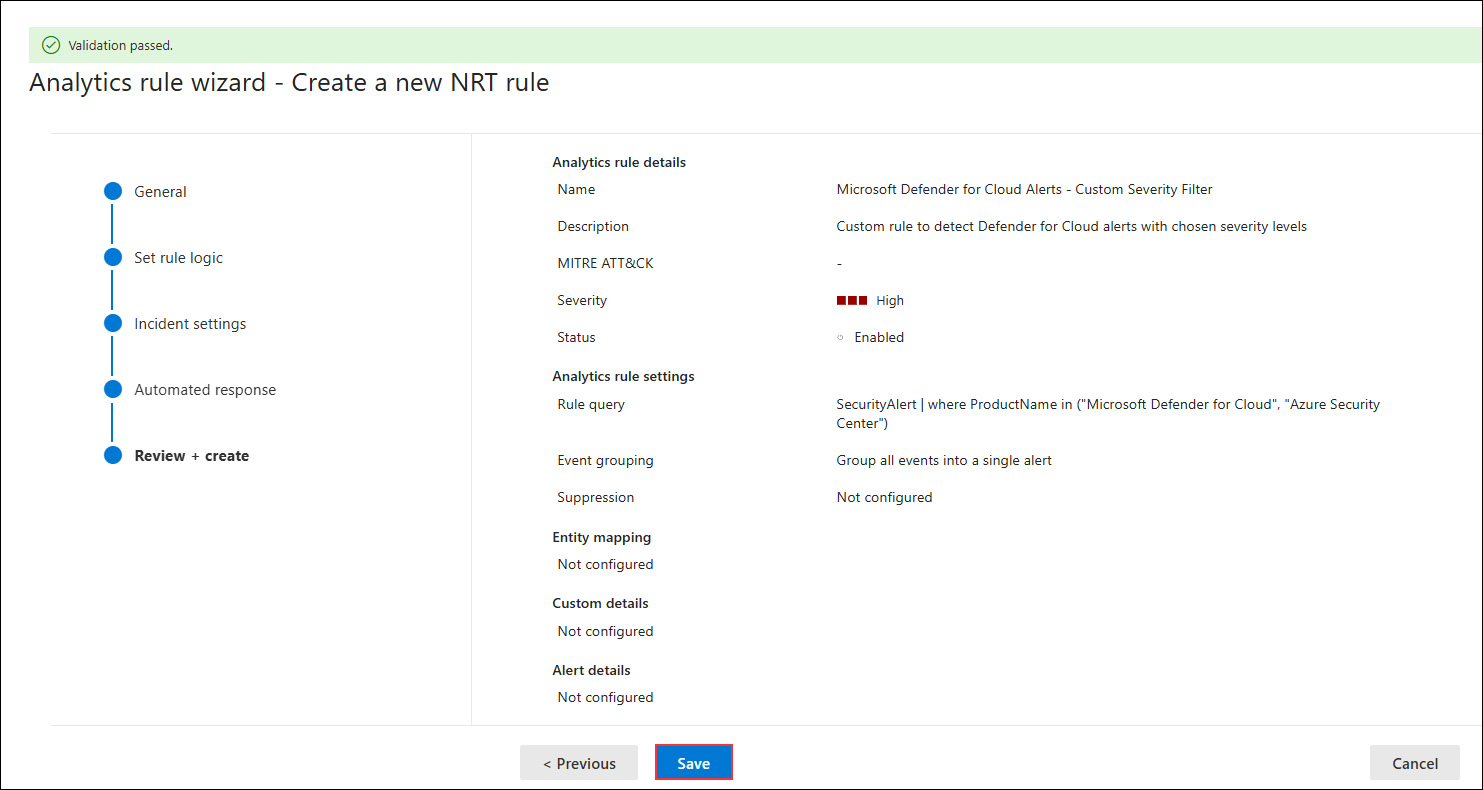 Validation passed.
Analytics rule wizard - Create a new NRT rule
General
Set rule logic
Incident settings
Automated response
Review + create
Analytics rule details
Name
Microsoft Defender for Cloud Alerts - Custom Severity Filter
Description
Custom rule to detect Defender for Cloud alerts with chosen severity levels
MITRE ATT&CK
-
Severity
High
Status
Enabled
Analytics rule settings
Rule query
SecurityAlert | where ProductName in ("Microsoft Defender for Cloud", "Azure Security
Center")
Event grouping
Group all events into a single alert
Suppression
Not configured
Entity mapping
Not configured
Custom details
Not configured
Alert details
Not configured
< Previous
Save
Cancel